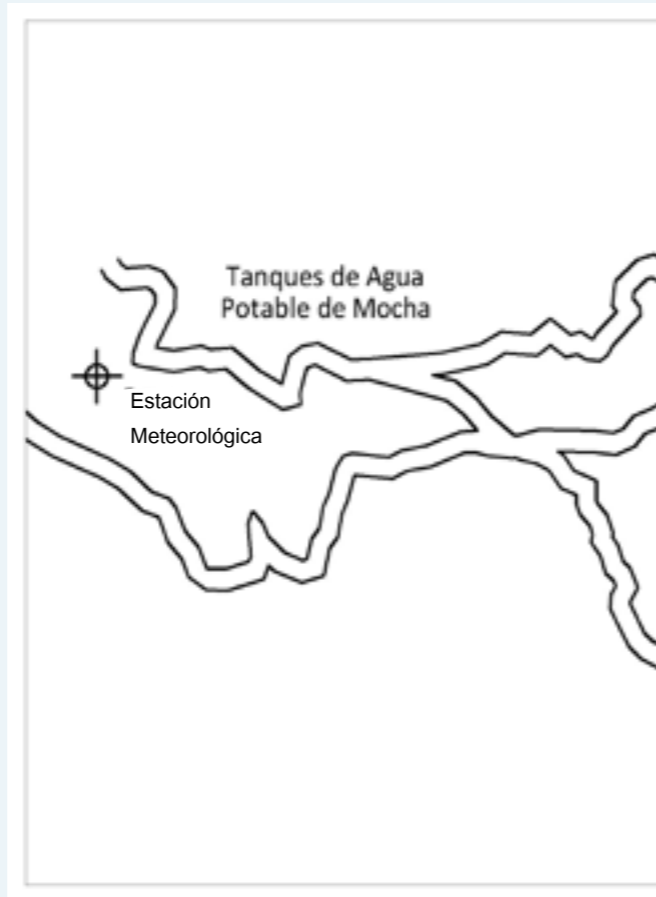 Tanques de Agua
Potable de Mocha
Estación
Meteorológica